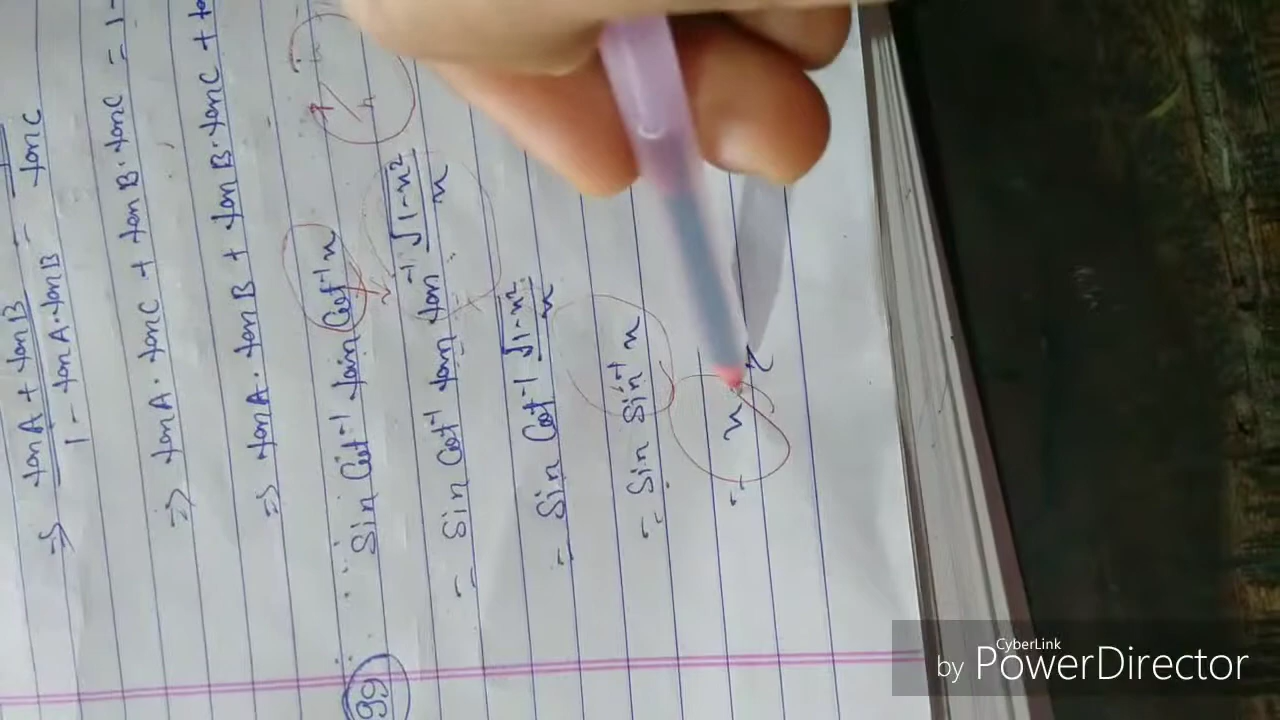 ⇒ tanA + tanB / 1 - tanA·tanB = tanC
⇒ tanA·tanC + tanB·tanC = 1-
⇒ tanA·tanB + tanB·tanC +
99 Sin Cot⁻¹ tan Cos⁻¹ x
= Sin Cot⁻¹ tan tan⁻¹ √1-x² / x
= Sin Cot⁻¹ √1-x² / x
= Sin Sin⁻¹ x
= x
CyberLink
by PowerDirector